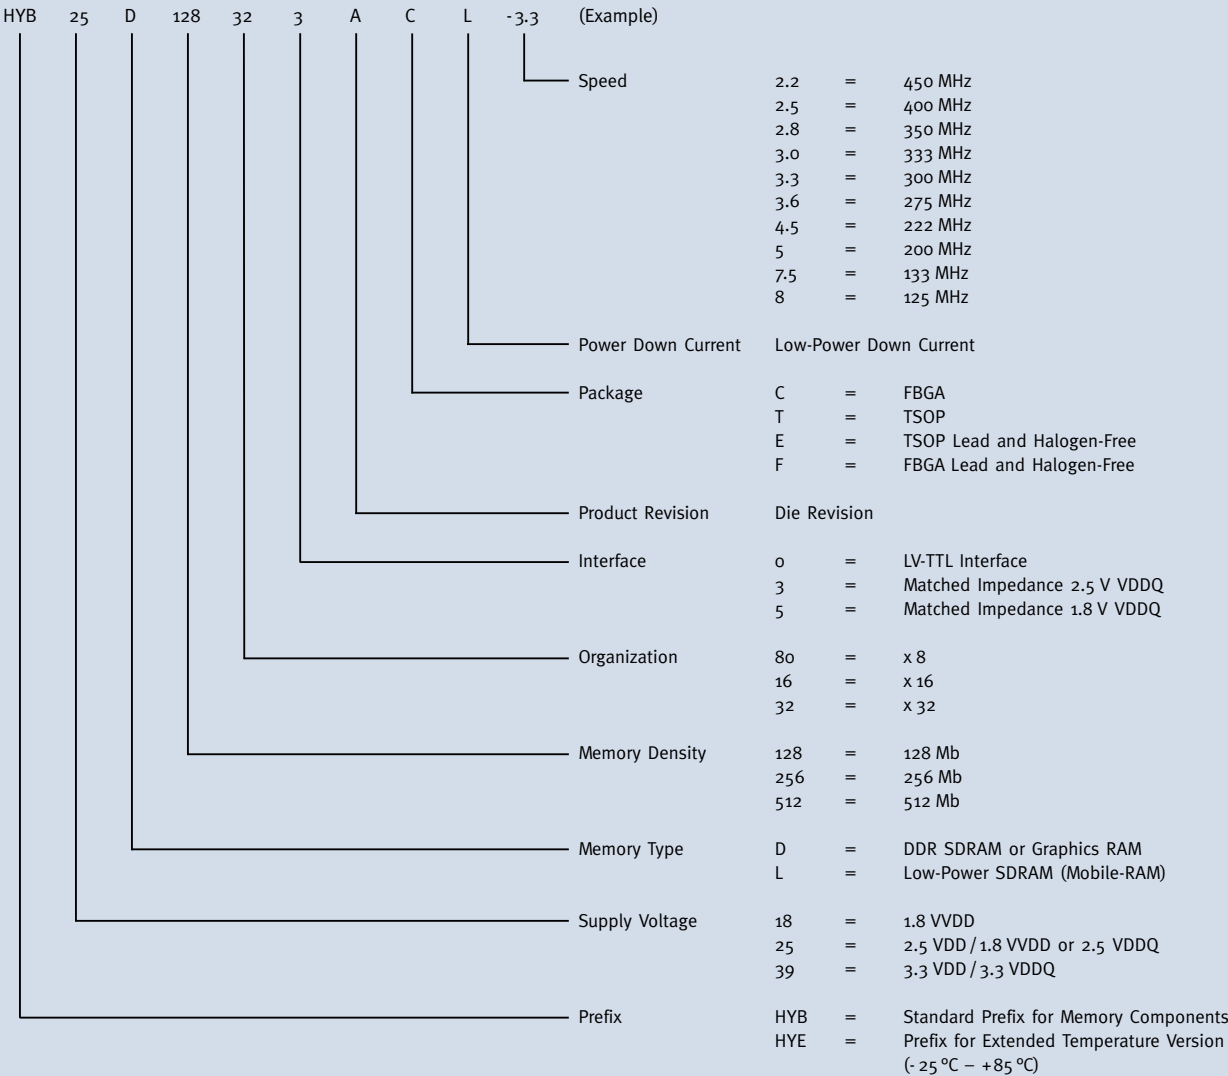 HYB 25 D 128 32 3 A C L -3.3 (Example)
Speed 2.2 = 450 MHz
2.5 = 400 MHz
2.8 = 350 MHz
3.0 = 333 MHz
3.3 = 300 MHz
3.6 = 275 MHz
4.5 = 222 MHz
5 = 200 MHz
7.5 = 133 MHz
8 = 125 MHz
Power Down Current Low-Power Down Current
Package C = FBGA
T = TSOP
E = TSOP Lead and Halogen-Free
F = FBGA Lead and Halogen-Free
Product Revision Die Revision
Interface 0 = LV-TTL Interface
3 = Matched Impedance 2.5 V VDDQ
5 = Matched Impedance 1.8 V VDDQ
Organization 80 = x 8
16 = x 16
32 = x 32
Memory Density 128 = 128 Mb
256 = 256 Mb
512 = 512 Mb
Memory Type D = DDR SDRAM or Graphics RAM
L = Low-Power SDRAM (Mobile-RAM)
Supply Voltage 18 = 1.8 VVDD
25 = 2.5 VDD / 1.8 VVDD or 2.5 VDDQ
39 = 3.3 VDD / 3.3 VDDQ
Prefix HYB = Standard Prefix for Memory Components
HYE = Prefix for Extended Temperature Version
(- 25 °C – +85 °C)